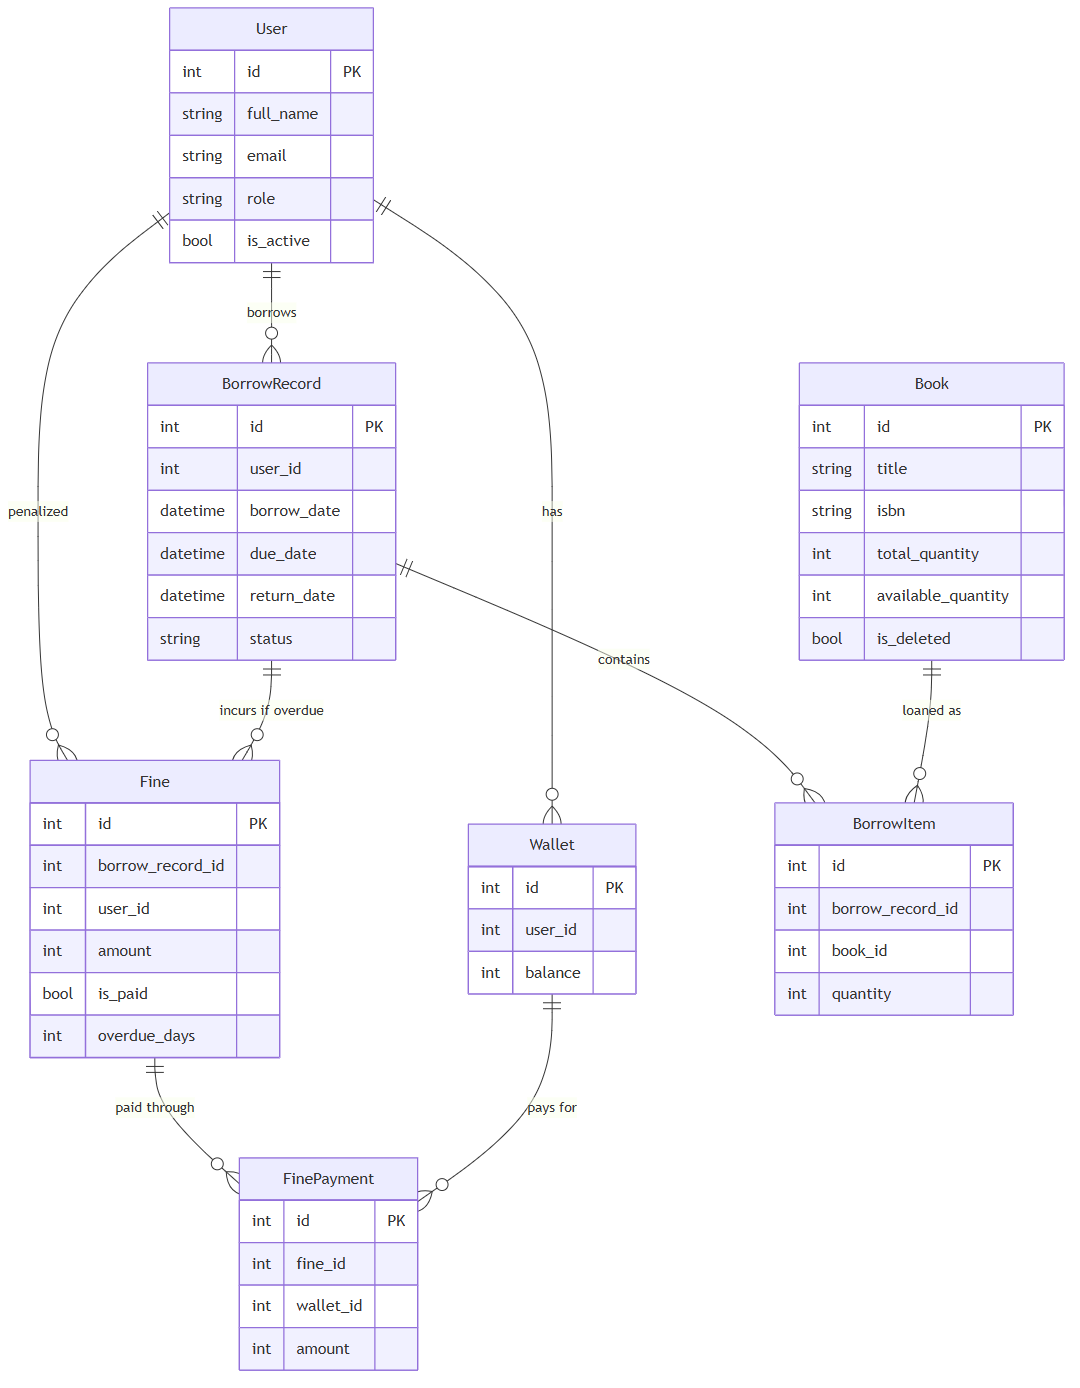 User
int id PK
string full_name
string email
string role
bool is_active
borrows
BorrowRecord
int id PK
int user_id
datetime borrow_date
datetime due_date
datetime return_date
string status
Book
int id PK
string title
string isbn
int total_quantity
int available_quantity
bool is_deleted
penalized
has
contains
incurs if overdue
loaned as
Fine
int id PK
int borrow_record_id
int user_id
int amount
bool is_paid
int overdue_days
Wallet
int id PK
int user_id
int balance
BorrowItem
int id PK
int borrow_record_id
int book_id
int quantity
paid through
pays for
FinePayment
int id PK
int fine_id
int wallet_id
int amount